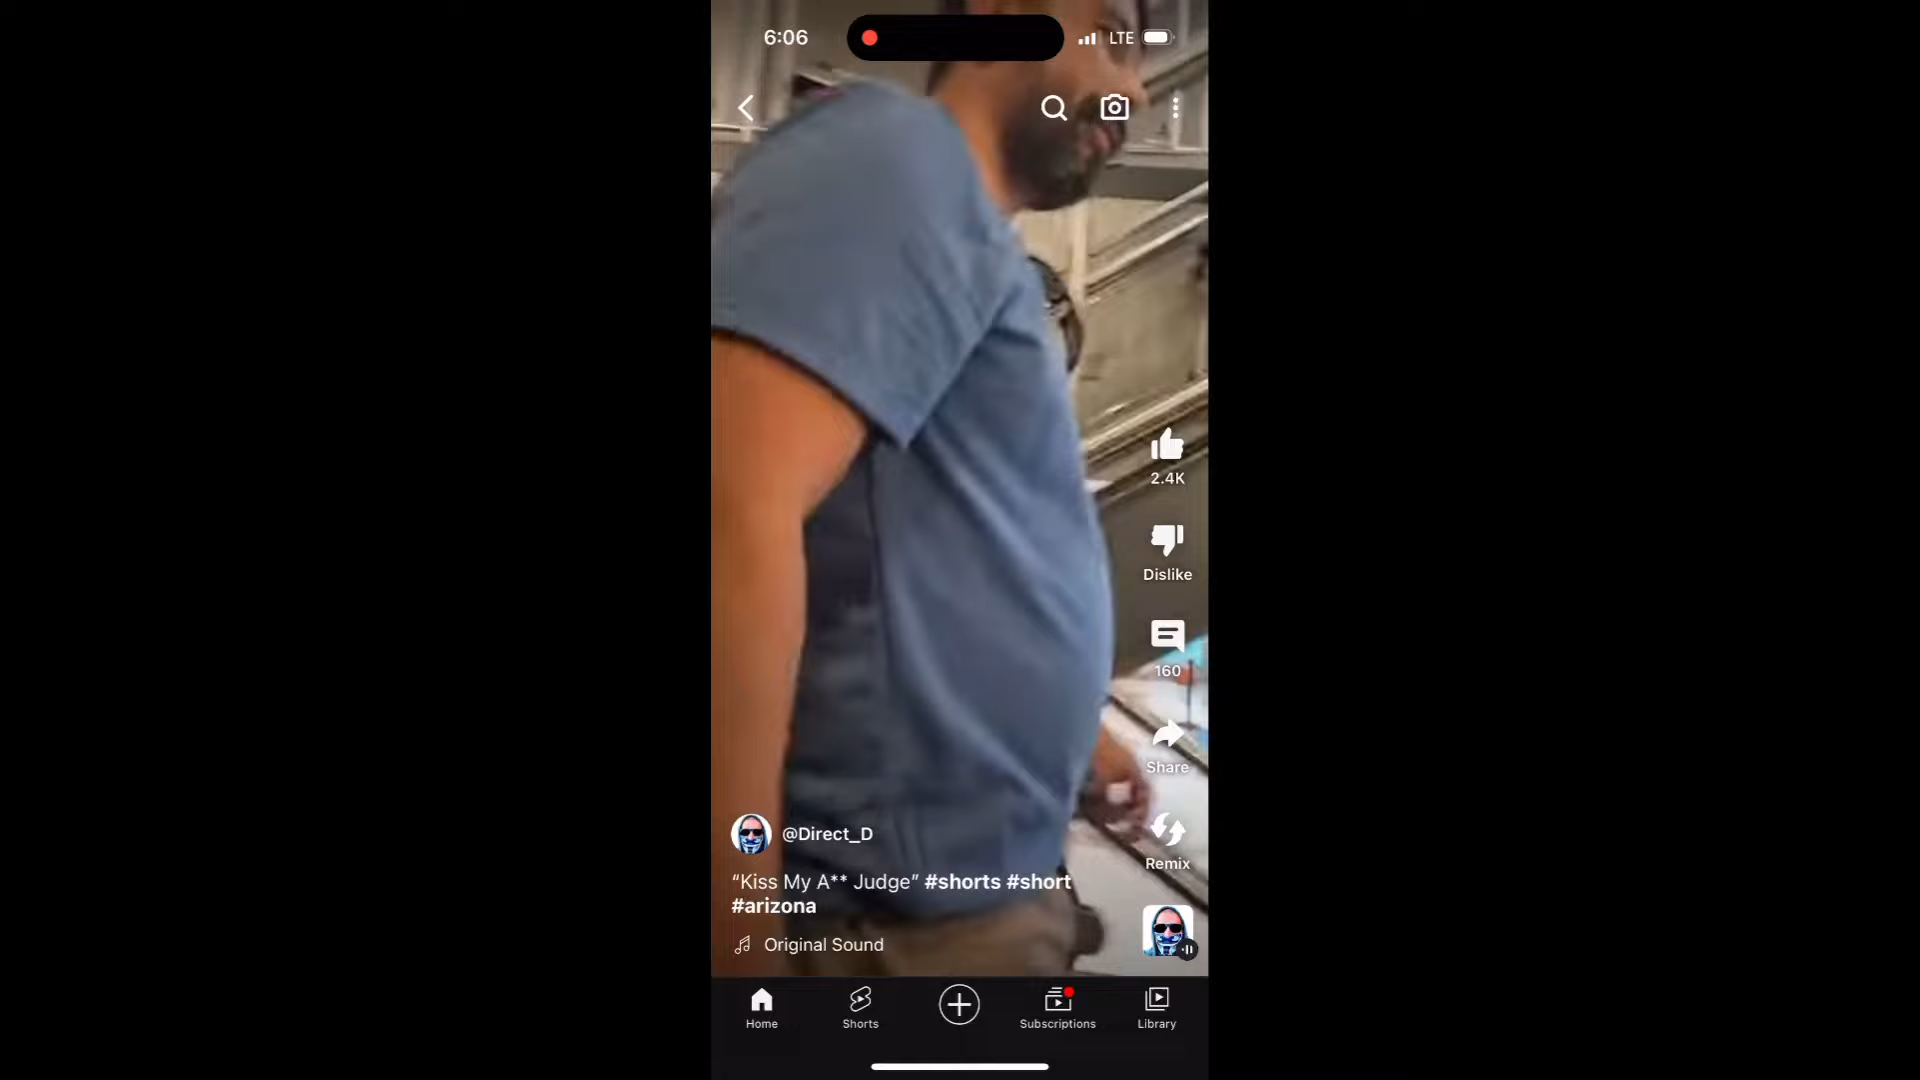 6:06
LTE
2.4K
Dislike
160
Share
Remix
@Direct_D
“Kiss My A** Judge” #shorts #short
#arizona
Original Sound
Home
Shorts
Subscriptions
Library